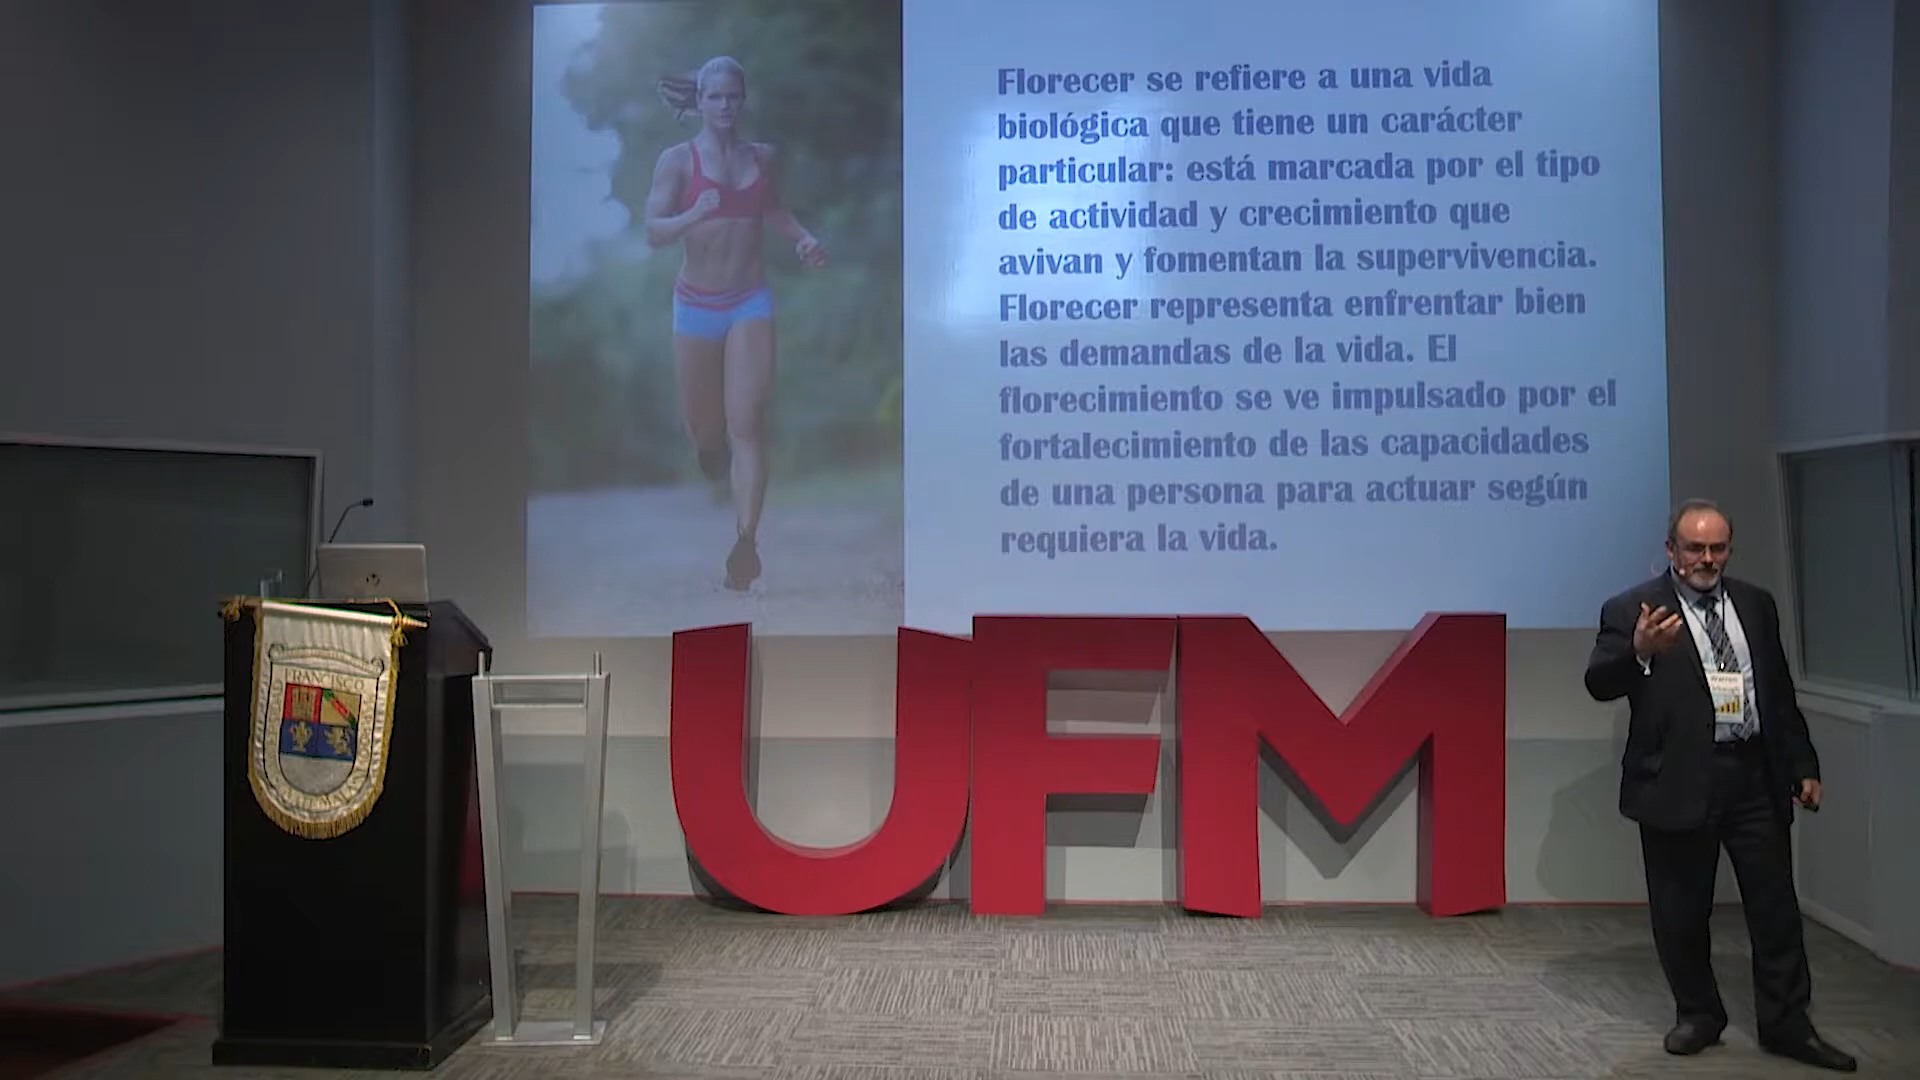 Florecer se refiere a una vida
biológica que tiene un carácter
particular: está marcada por el tipo
de actividad y crecimiento que
avivan y fomentan la supervivencia.
Florecer representa enfrentar bien
las demandas de la vida. El
florecimiento se ve impulsado por el
fortalecimiento de las capacidades
de una persona para actuar según
requiera la vida.
UFM
FRANCISCO
Warren